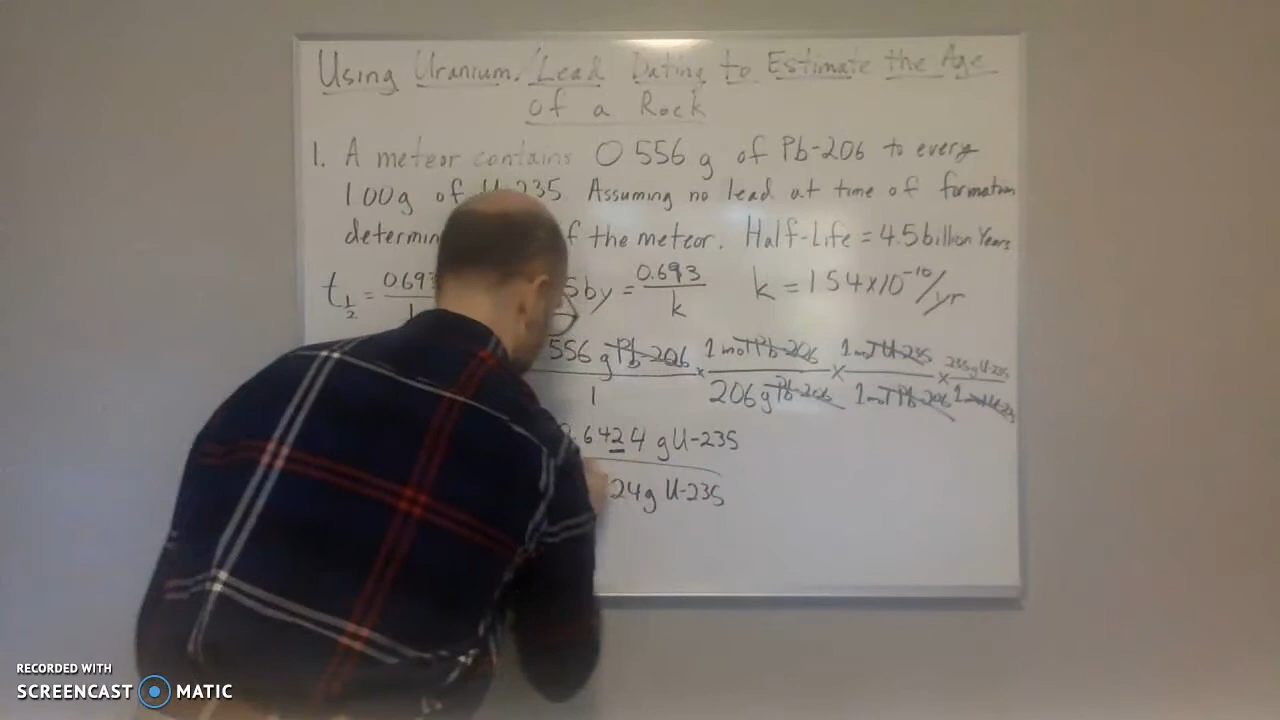 Using Uranium/Lead Dating to Estimate the Age
of a Rock
1. A meteor contains 0 556 g of Pb-206 to every
1 00g of U-235. Assuming no lead at time of formation
determin f the meteor. Half-Life = 4.5 billion Years
t1/2 = 0.693 5by = 0.693/k k = 1 54x10^-10/yr
556 g Pb-206/1 x 1 mol Pb-206/206g Pb-206 x 1 mol U-235/1 mol Pb-206 x 235g U-235/1 mol U-235
.6424 g U-235
24g U-235
RECORDED WITH
SCREENCAST MATIC